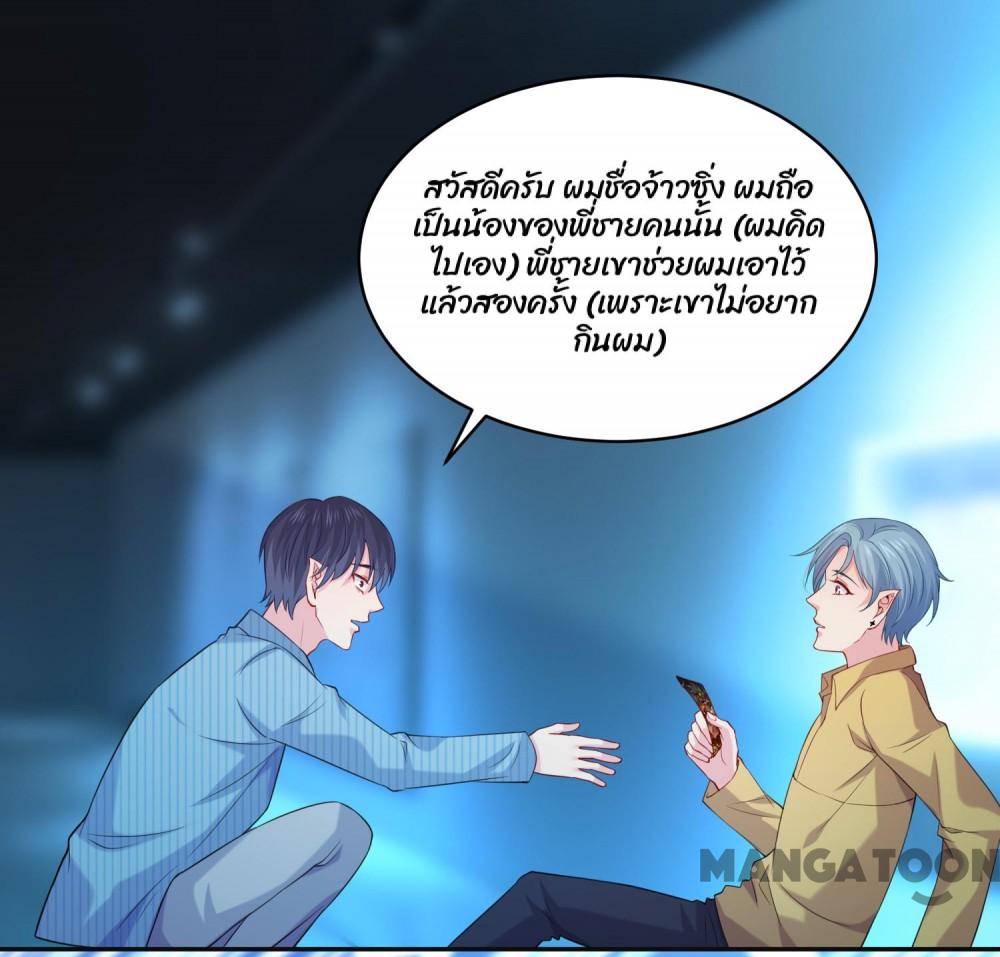 สวัสดีครับ ผมชื่อจ้าวซิ่ง ผมถือ
เป็นน้องของพี่ชายคนนั้น (ผมคิด
ไปเอง) พี่ชายเขาช่วยผมเอาไว้
แล้วสองครั้ง (เพราะเขาไม่อยาก
กินผม)
MANGATOON